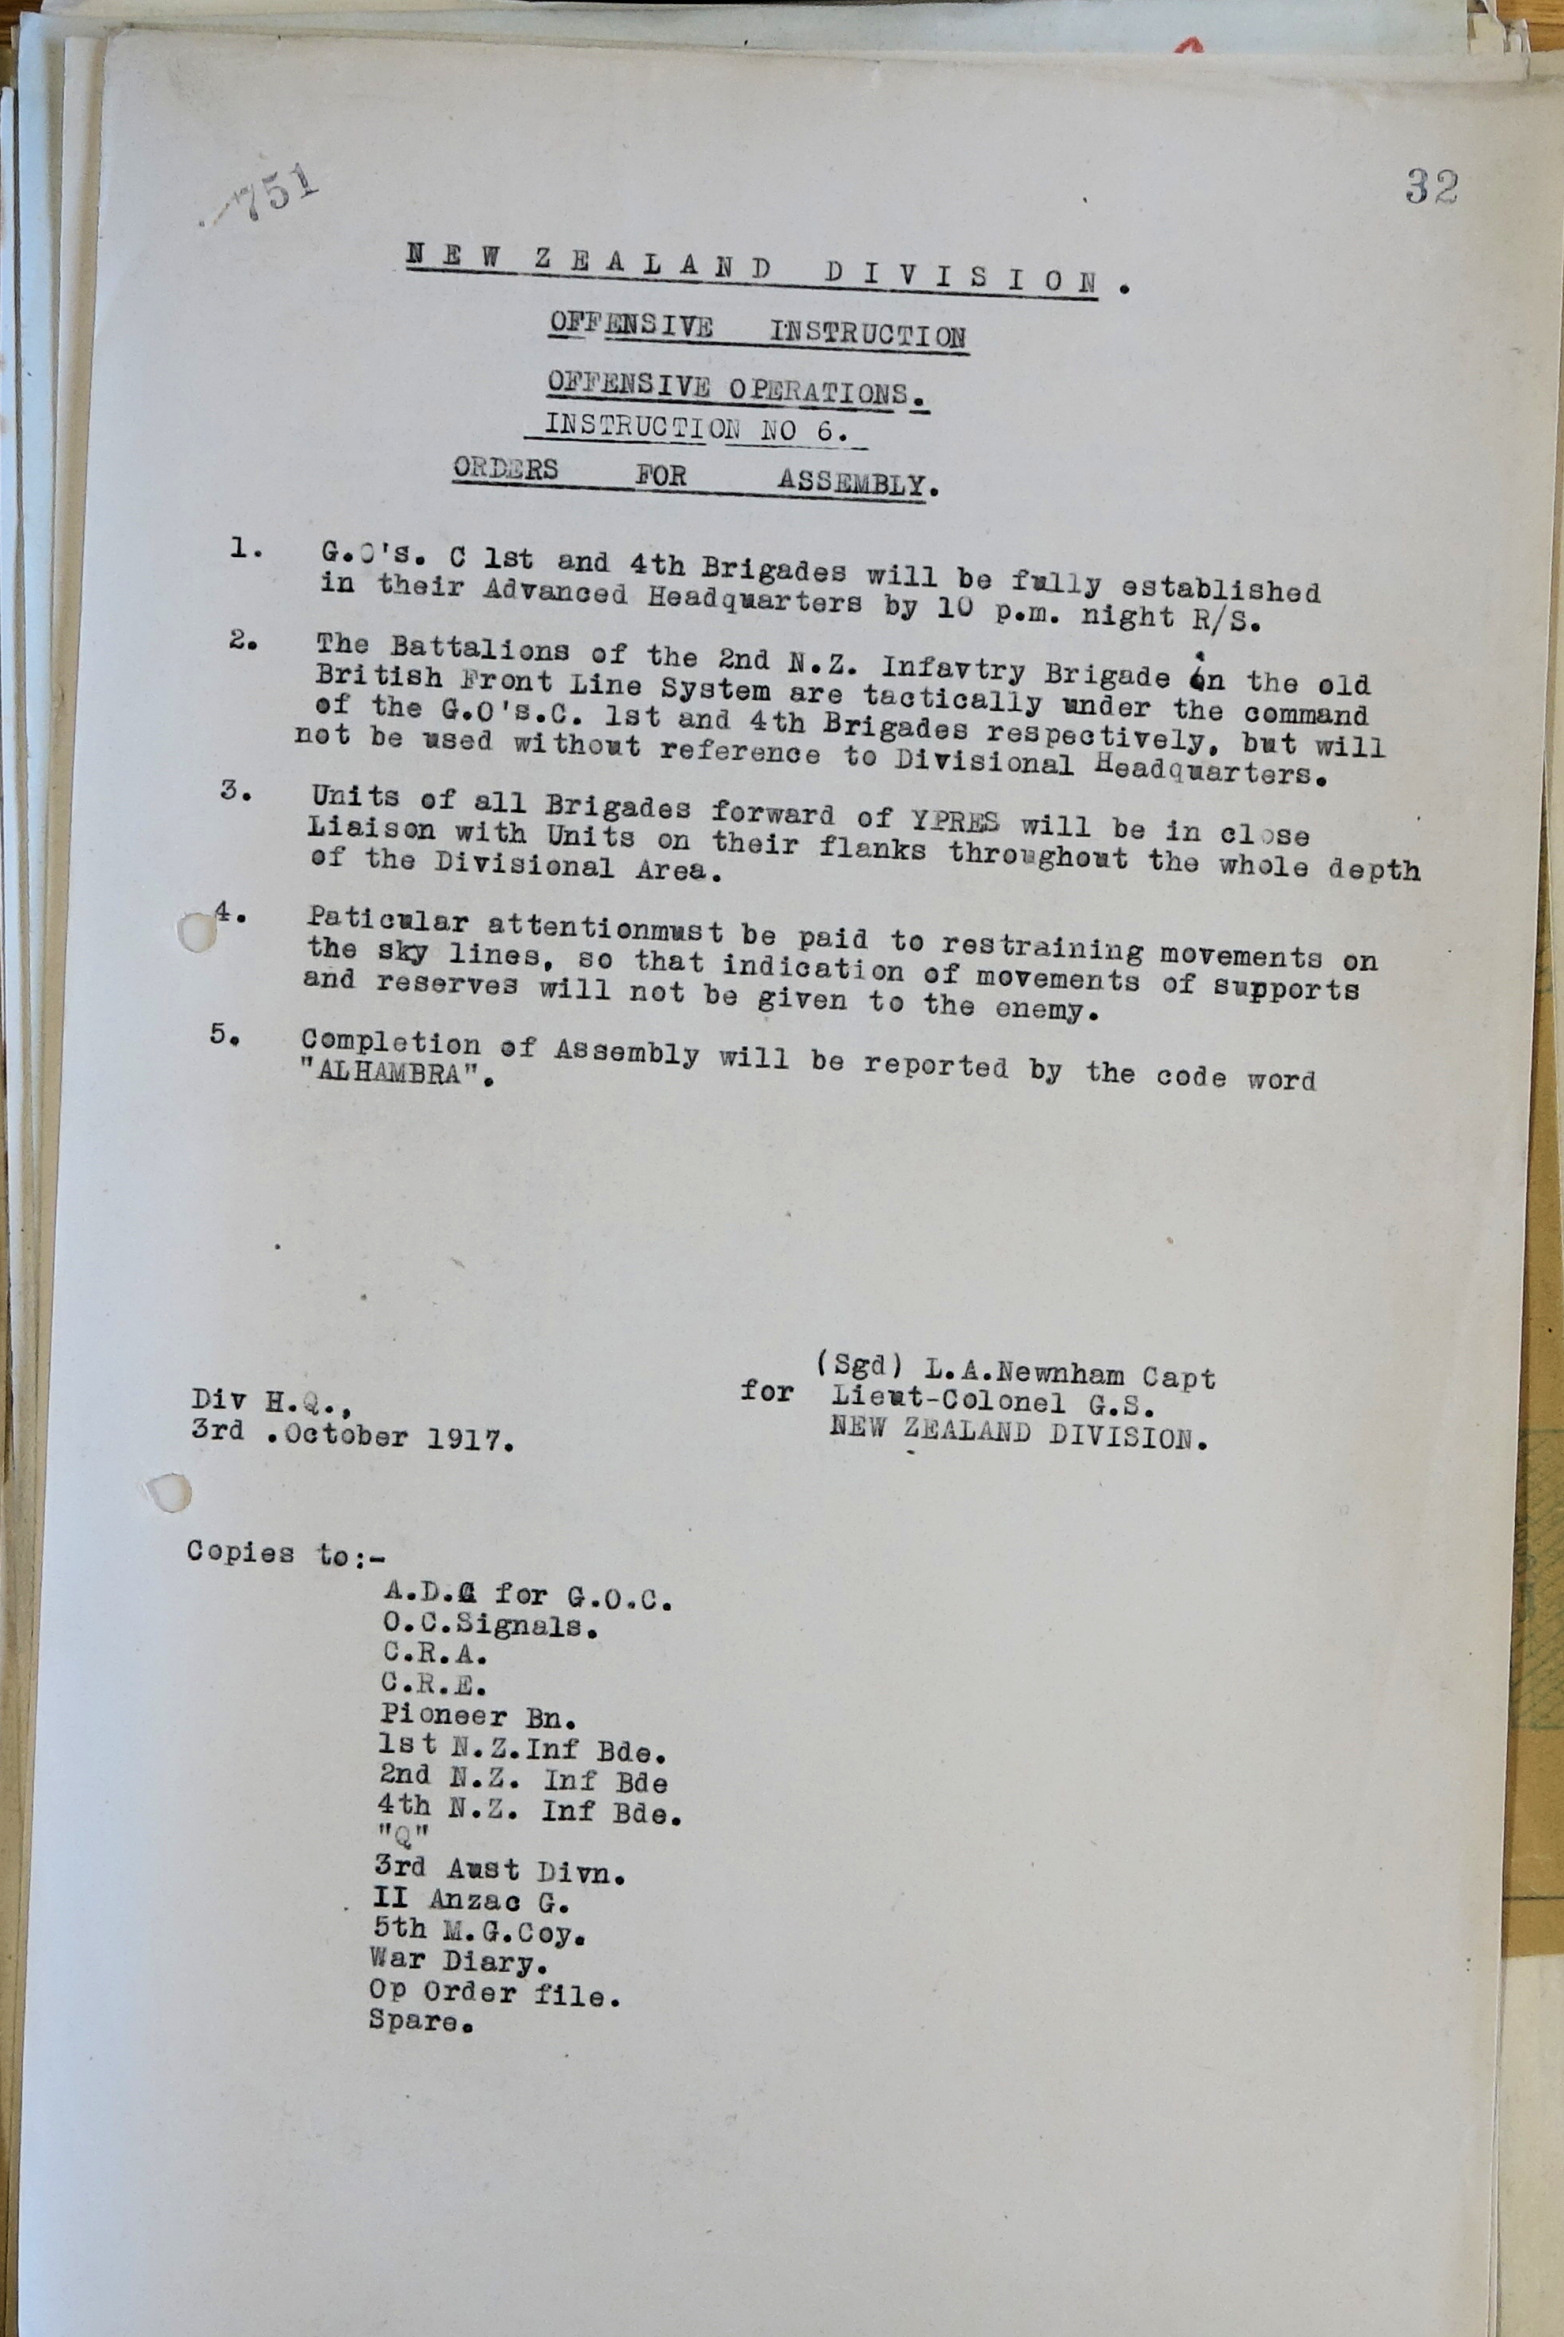 751
32
NEW ZEALAND DIVISION.
OFFENSIVE INSTRUCTION
OFFENSIVE OPERATIONS.
INSTRUCTION NO 6.
ORDERS FOR ASSEMBLY.
1. G.O's. C 1st and 4th Brigades will be fully established
in their Advanced Headquarters by 10 p.m. night R/S.
2. The Battalions of the 2nd N.Z. Infavtry Brigade in the old
British Front Line System are tactically under the command
of the G.O's.C. 1st and 4th Brigades respectively, but will
not be used without reference to Divisional Headquarters.
3. Units of all Brigades forward of YPRES will be in close
Liaison with Units on their flanks throughout the whole depth
of the Divisional Area.
4. Paticular attentionmust be paid to restraining movements on
the sky lines, so that indication of movements of supports
and reserves will not be given to the enemy.
5. Completion of Assembly will be reported by the code word
"ALHAMBRA".
(Sgd) L.A.Newnham Capt
for Lieut-Colonel G.S.
NEW ZEALAND DIVISION.
Div H.Q.,
3rd .October 1917.
Copies to:-
A.D.C for G.O.C.
O.C.Signals.
C.R.A.
C.R.E.
Pioneer Bn.
1st N.Z.Inf Bde.
2nd N.Z. Inf Bde
4th N.Z. Inf Bde.
"Q"
3rd Aust Divn.
II Anzac G.
5th M.G.Coy.
War Diary.
Op Order file.
Spare.